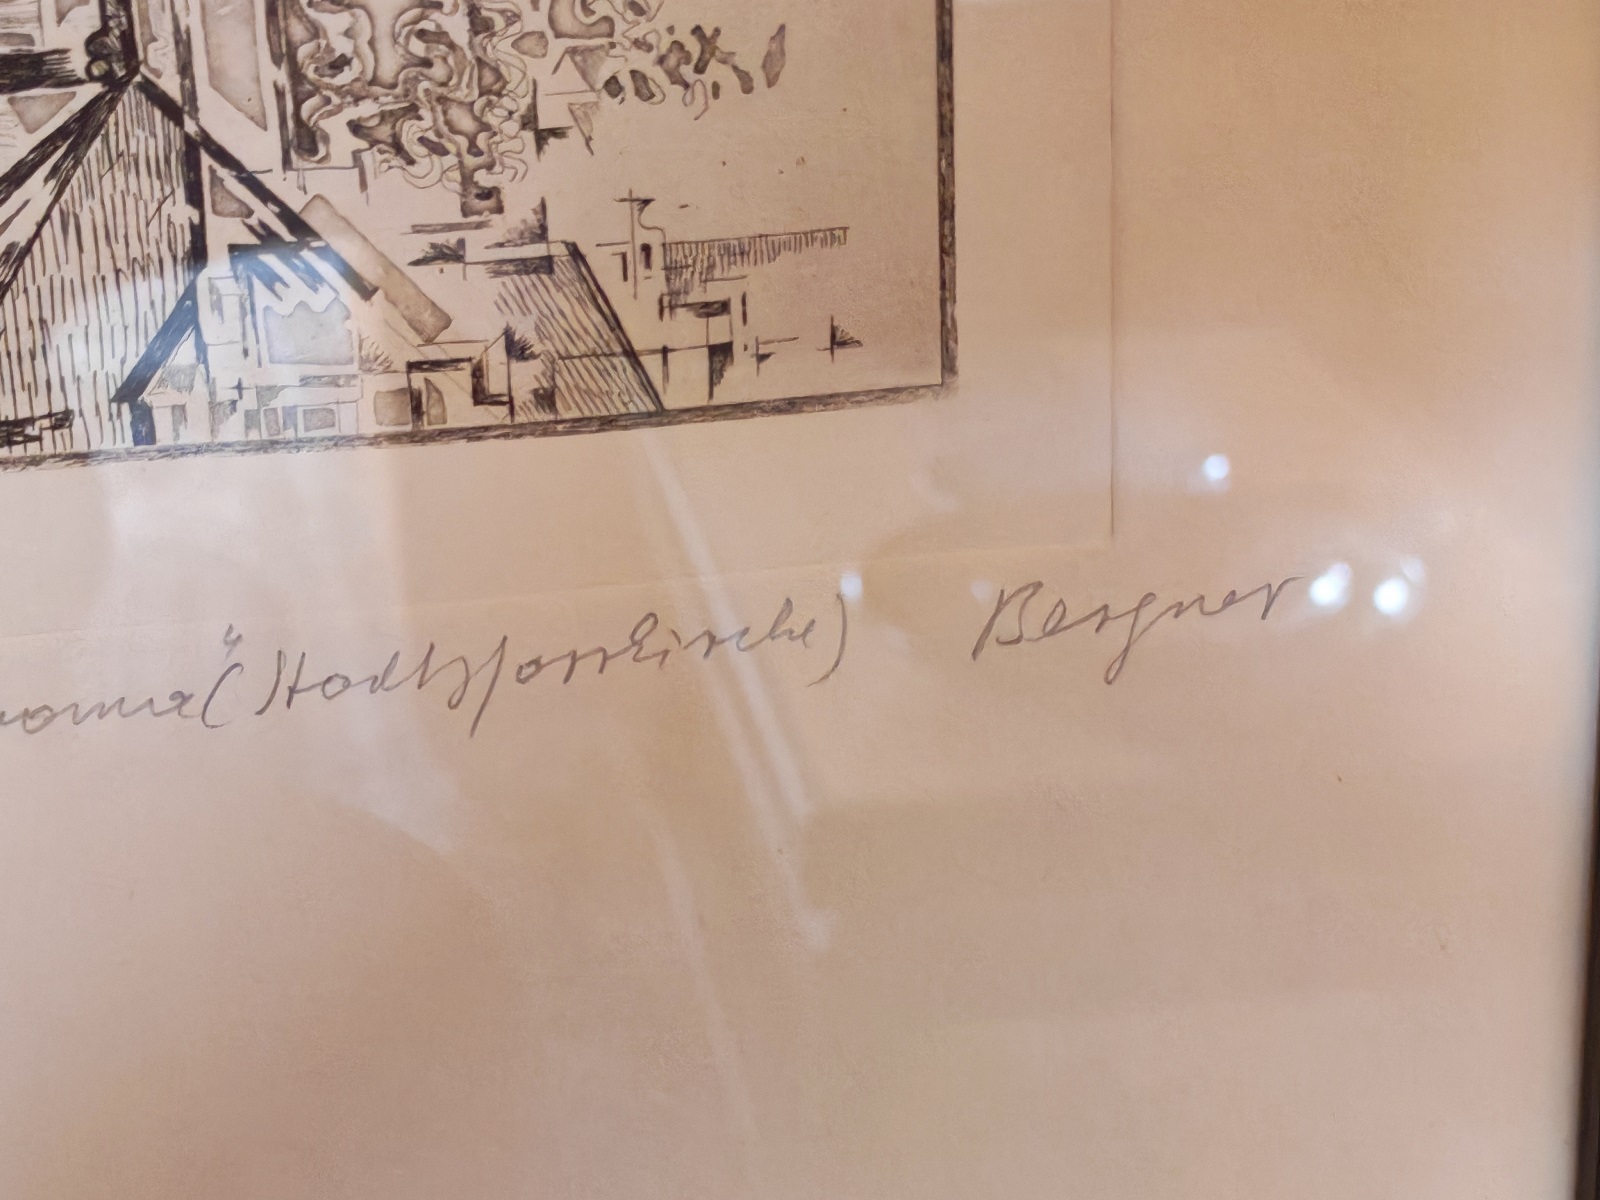 " (Stadtpfarrkirche) Bergner